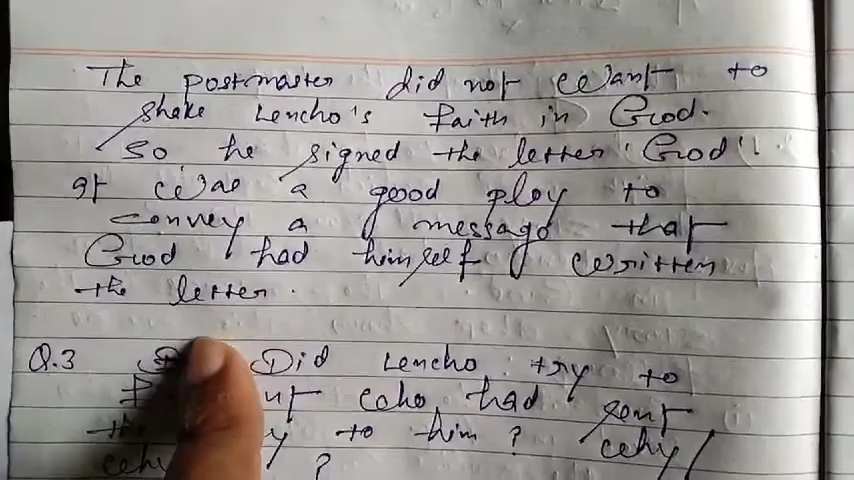 The postmaster did not want to
shake Lencho's faith in God.
So he signed the letter 'God'.
It was a good ploy to
convey a message that
God had himself written
the letter.
Q.3 Did Lencho try to
who had sent
to him ? why/
?